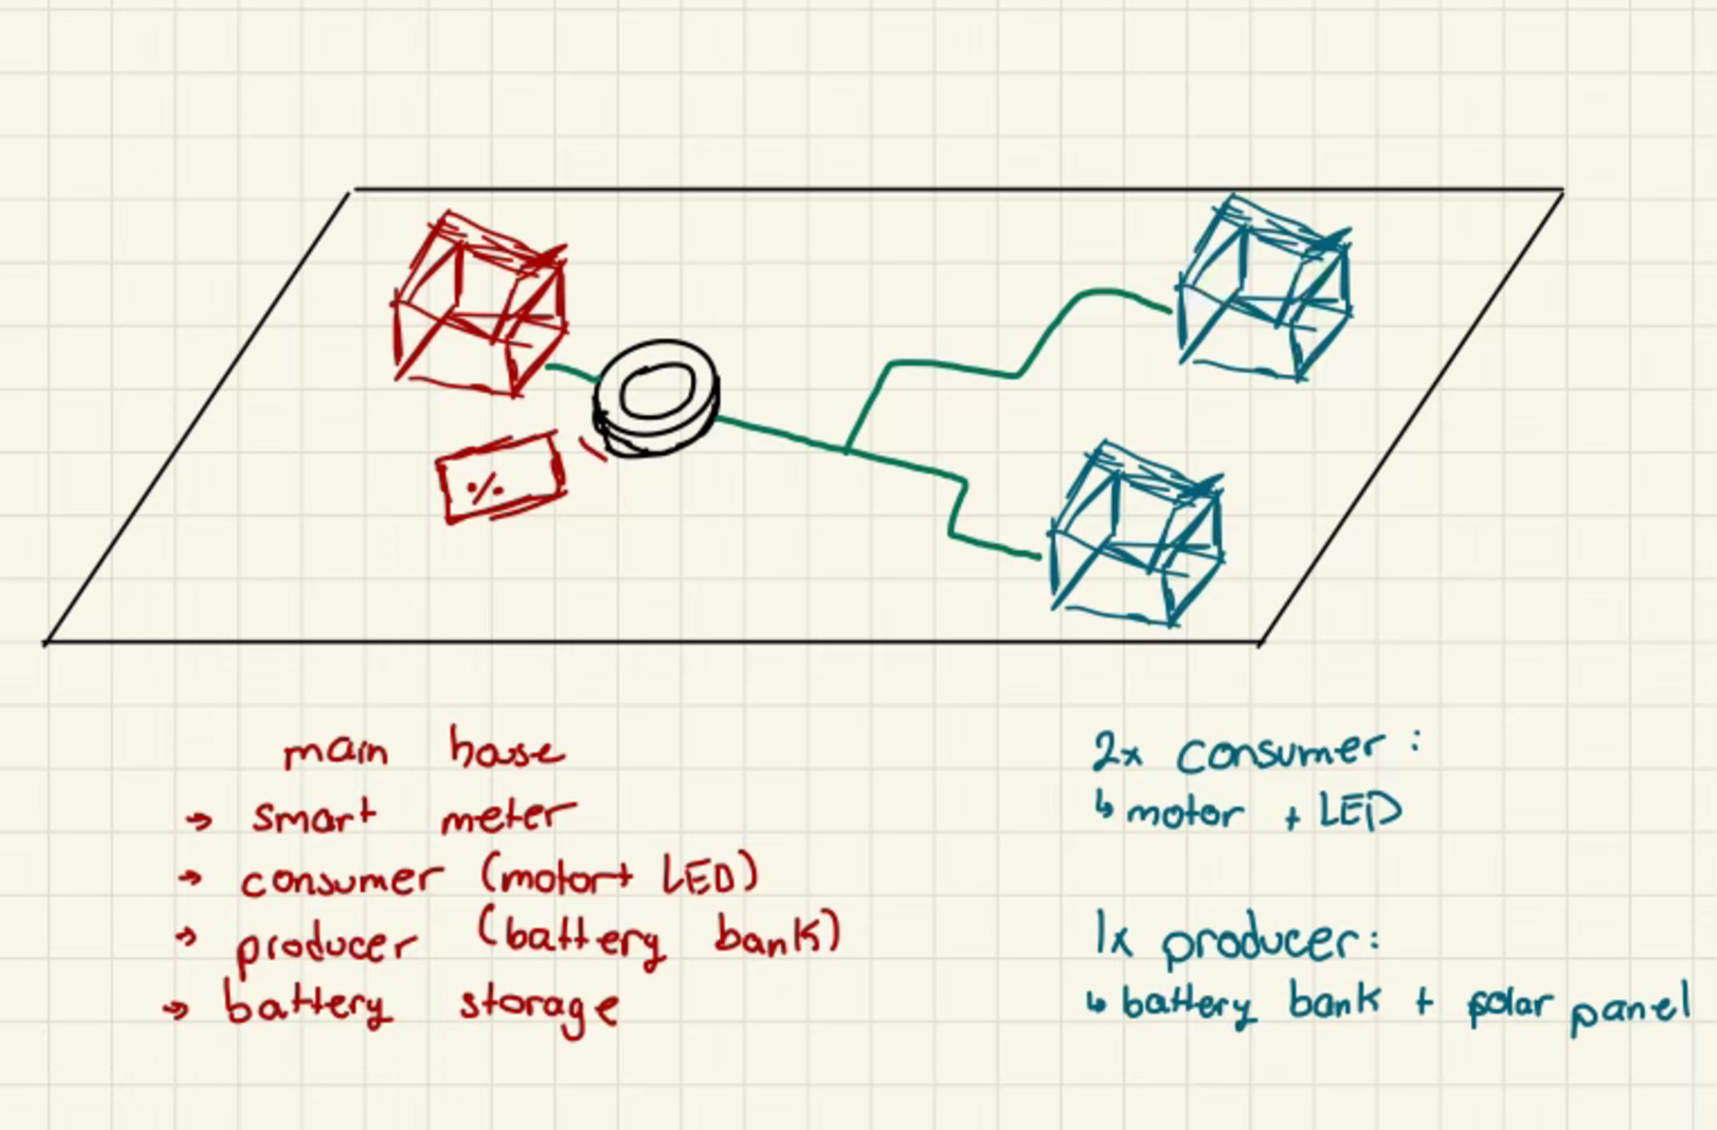 %
main house
→ smart meter
→ consumer (motor+ LED)
→ producer (battery bank)
→ battery storage
2x consumer:
↳ motor + LED
1x producer:
↳ battery bank + solar panel